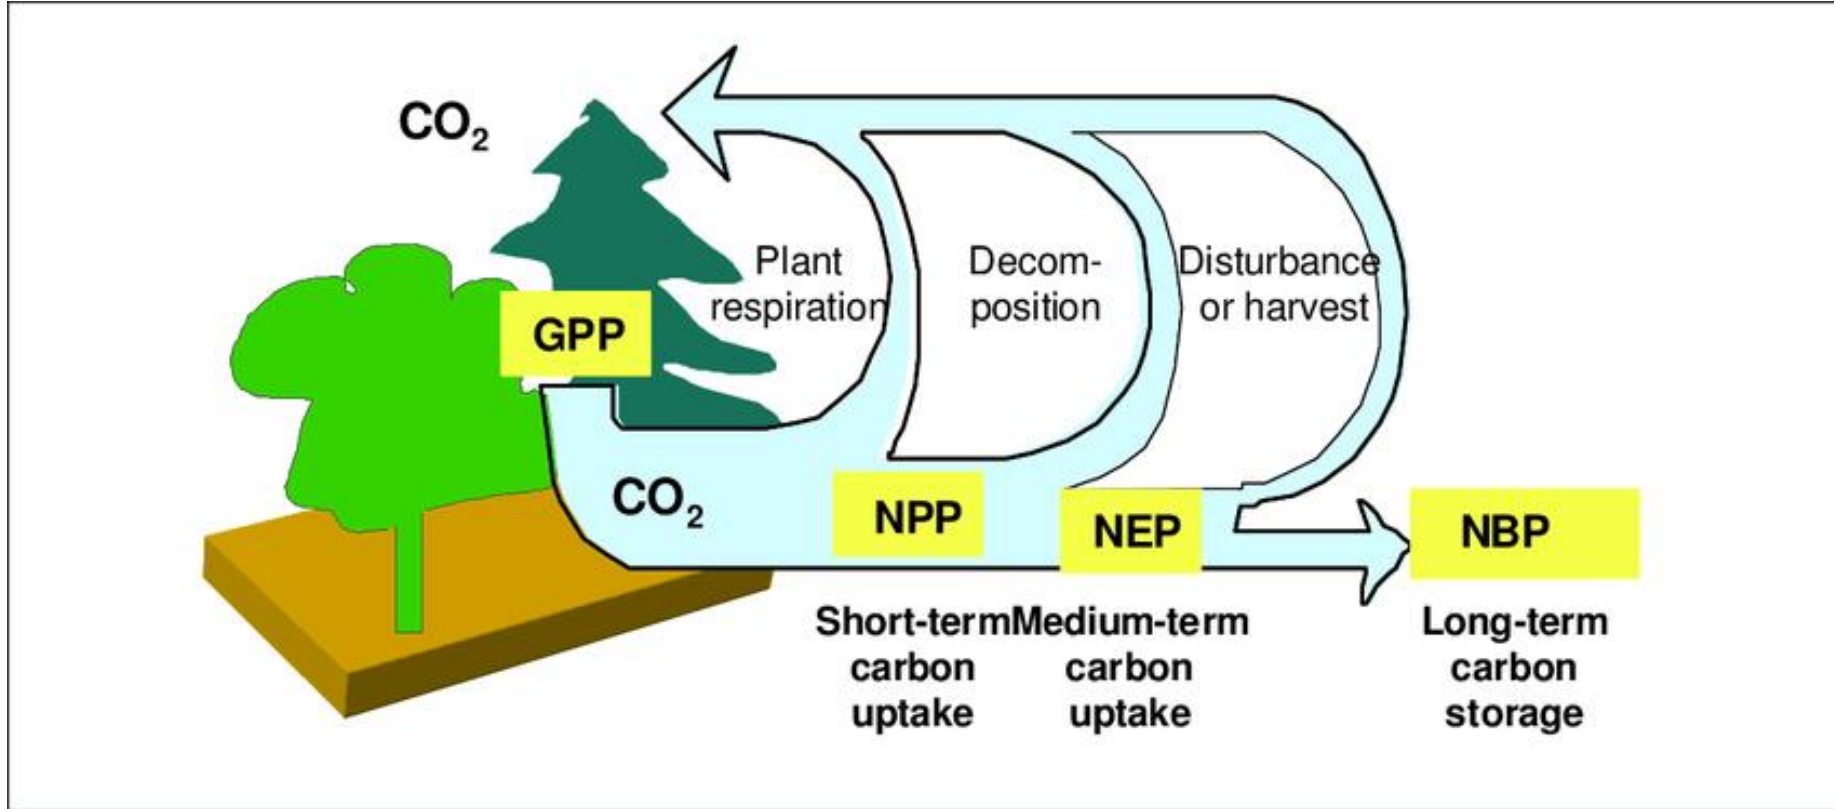 CO₂
Plant
respiration
Decom-
position
Disturbance
or harvest
GPP
CO₂
NPP
NEP
NBP
Short-term
carbon
uptake
Medium-term
carbon
uptake
Long-term
carbon
storage